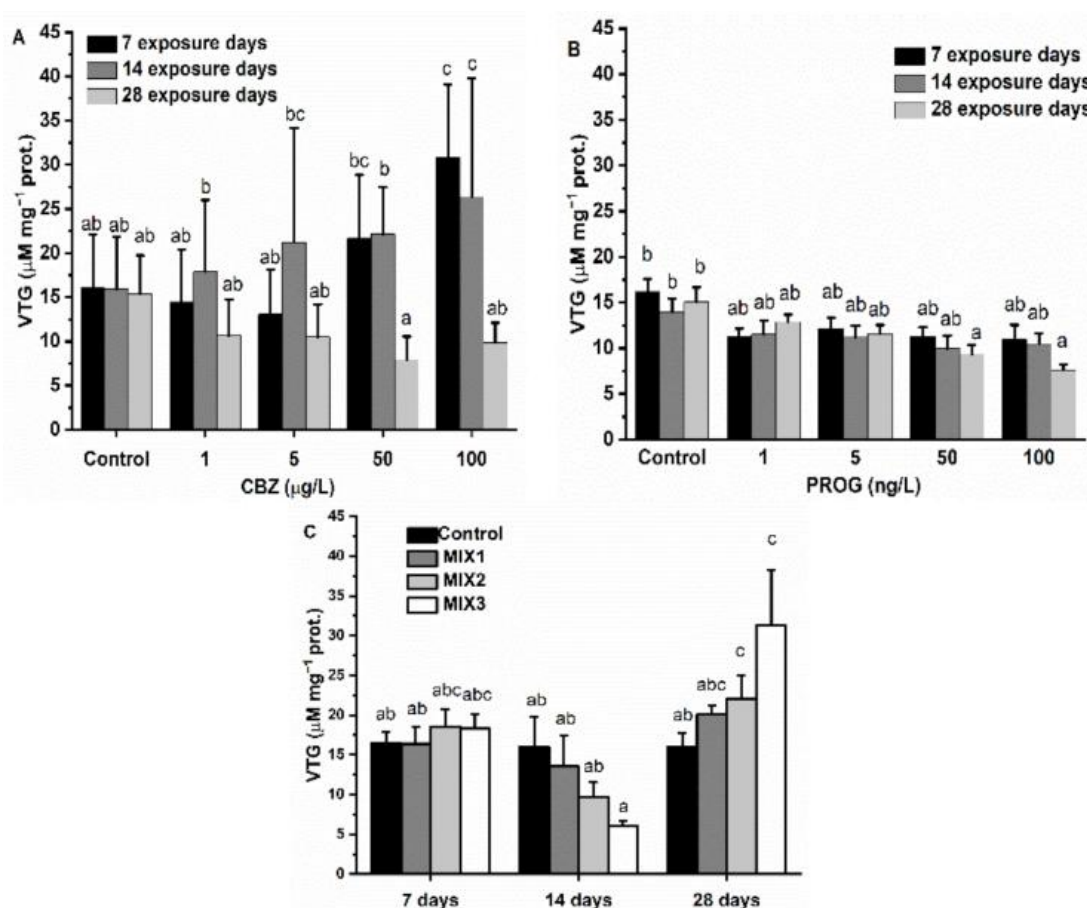 A
7 exposure days
14 exposure days
28 exposure days
VTG (μM mg⁻¹ prot.)
45
40
35
30
25
20
15
10
5
0
ab ab ab
ab b ab
ab bc ab
bc b a
c c ab
Control 1 5 50 100
CBZ (μg/L)
B
7 exposure days
14 exposure days
28 exposure days
VTG (μM mg⁻¹ prot.)
45
40
35
30
25
20
15
10
5
0
b b b
ab ab ab
ab ab ab
ab ab a
ab ab a
Control 1 5 50 100
PROG (ng/L)
C
Control
MIX1
MIX2
MIX3
VTG (μM mg⁻¹ prot.)
45
40
35
30
25
20
15
10
5
0
ab ab abc abc
ab ab ab a
ab abc c c
7 days 14 days 28 days